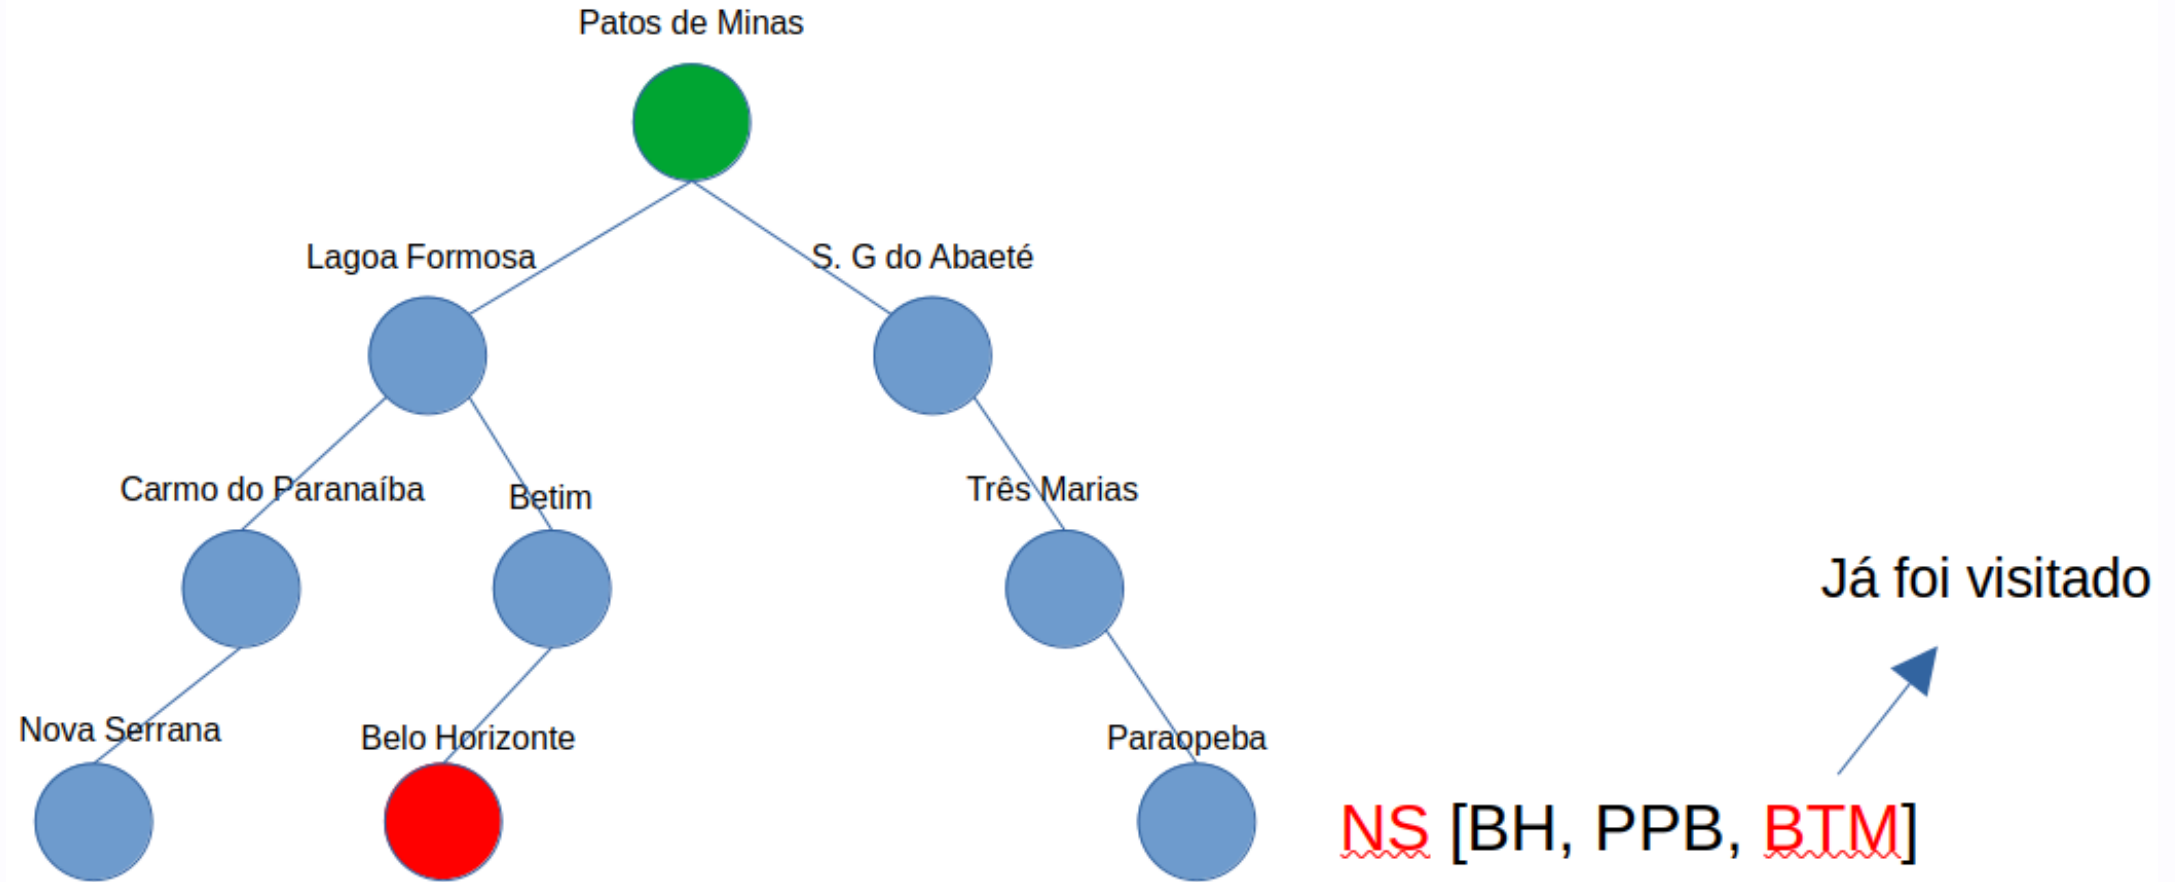 Patos de Minas
Lagoa Formosa
S. G do Abaeté
Carmo do Paranaíba
Betim
Três Marias
Já foi visitado
Nova Serrana
Belo Horizonte
Paraopeba
NS [BH, PPB, BTM]